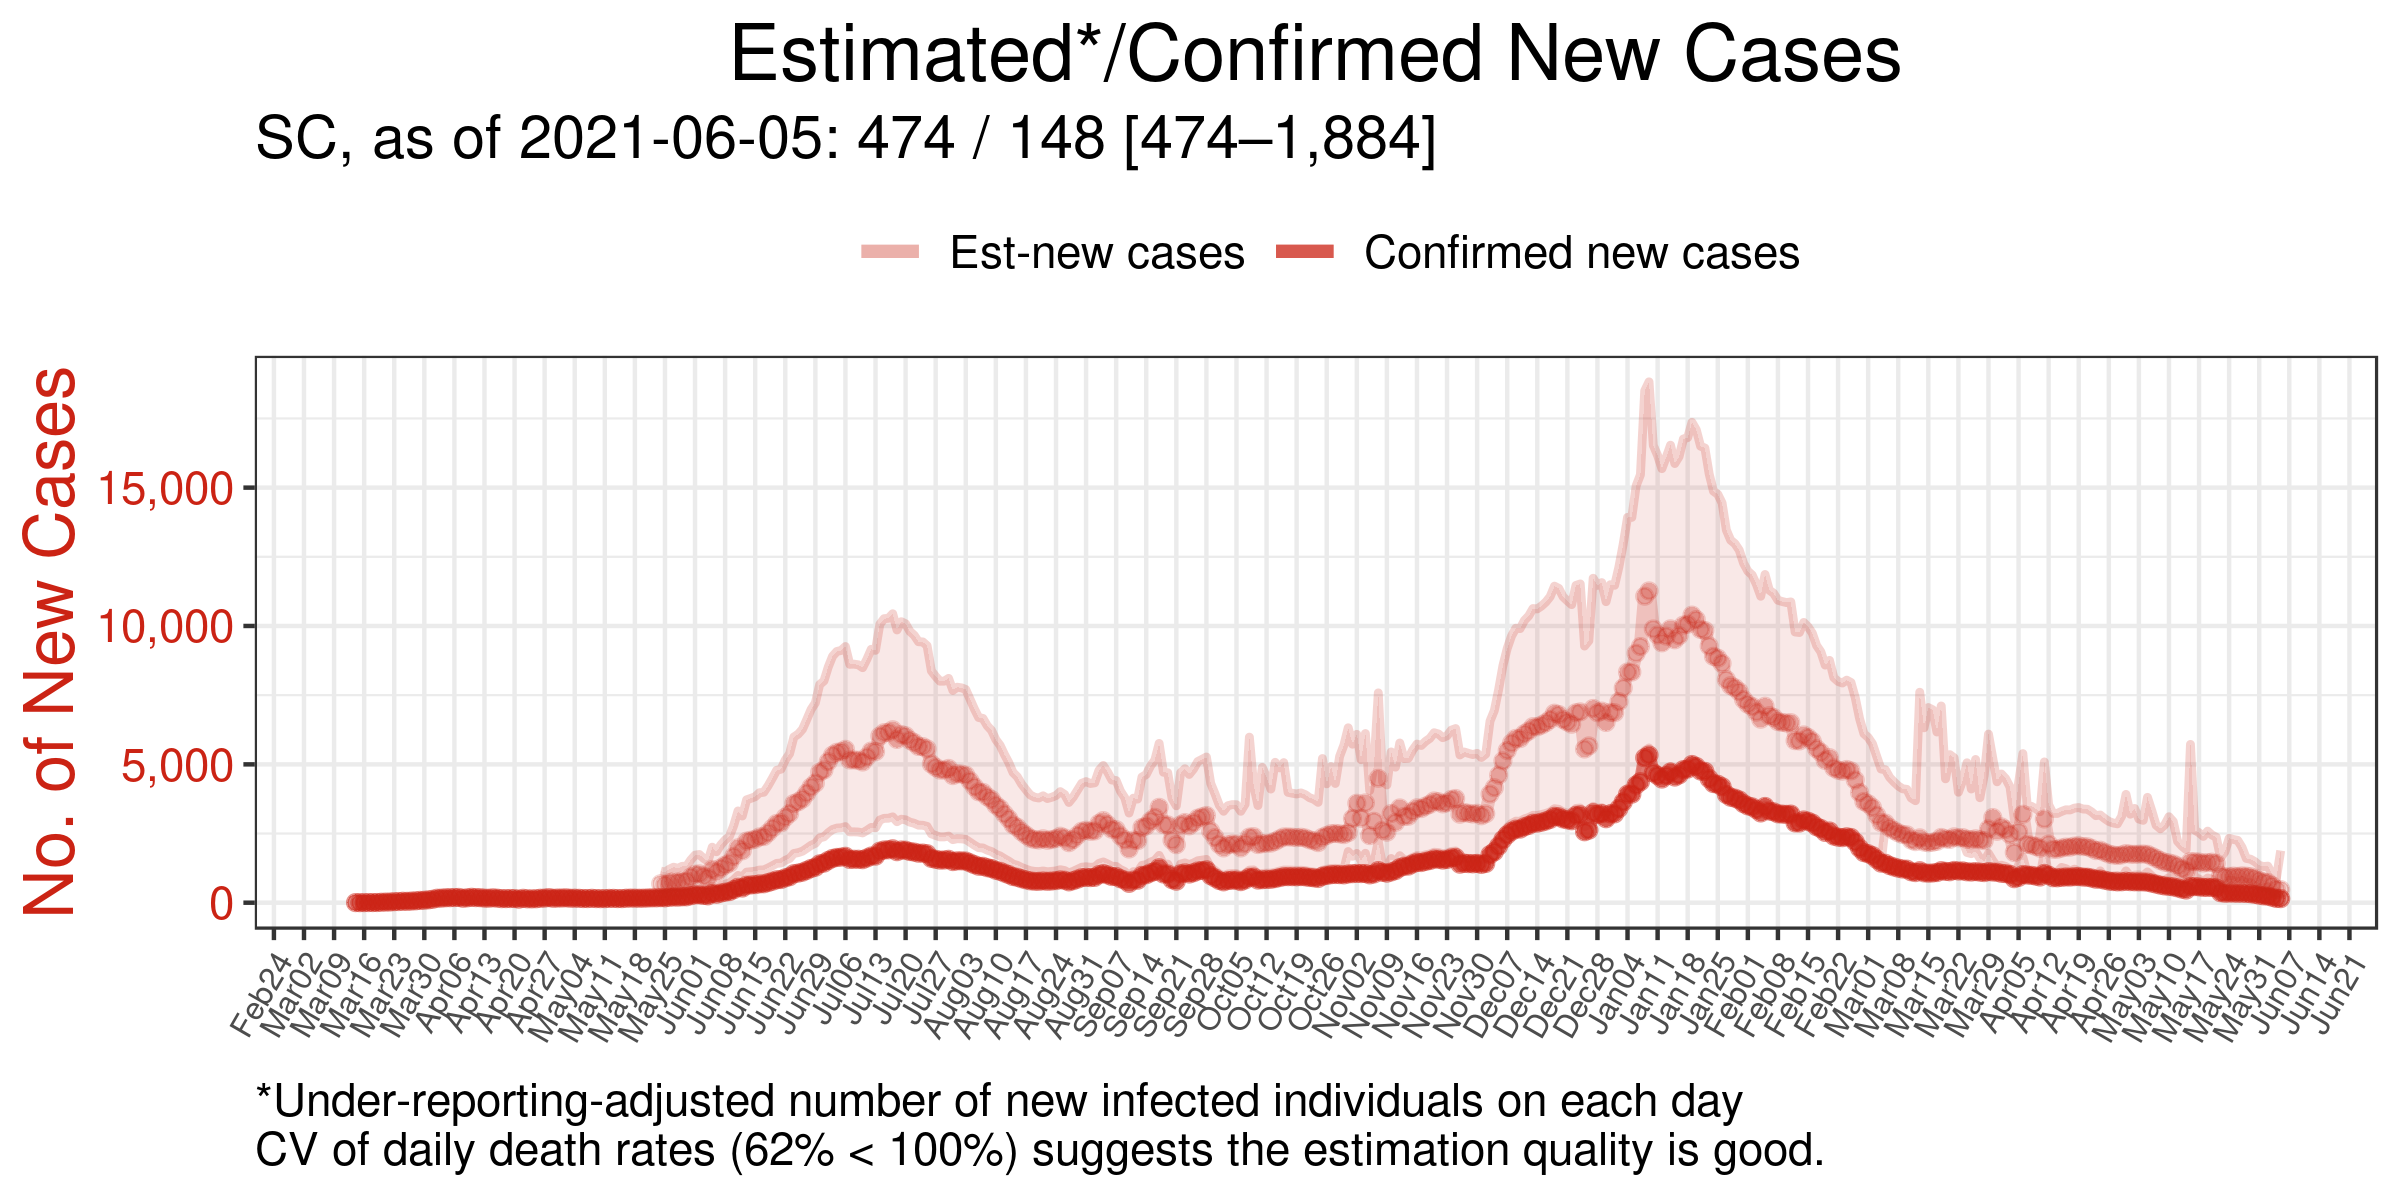 Estimated*/Confirmed New Cases
SC, as of 2021-06-05: 474 / 148 [474–1,884]
Est-new cases
Confirmed new cases
No. of New Cases
15,000
10,000
5,000
0
Feb24
Mar02
Mar09
Mar16
Mar23
Mar30
Apr06
Apr13
Apr20
Apr27
May04
May11
May18
May25
Jun01
Jun08
Jun15
Jun22
Jun29
Jul06
Jul13
Jul20
Jul27
Aug03
Aug10
Aug17
Aug24
Aug31
Sep07
Sep14
Sep21
Sep28
Oct05
Oct12
Oct19
Oct26
Nov02
Nov09
Nov16
Nov23
Nov30
Dec07
Dec14
Dec21
Dec28
Jan04
Jan11
Jan18
Jan25
Feb01
Feb08
Feb15
Feb22
Mar01
Mar08
Mar15
Mar22
Mar29
Apr05
Apr12
Apr19
Apr26
May03
May10
May17
May24
May31
Jun07
Jun14
Jun21
*Under-reporting-adjusted number of new infected individuals on each day
CV of daily death rates (62% < 100%) suggests the estimation quality is good.